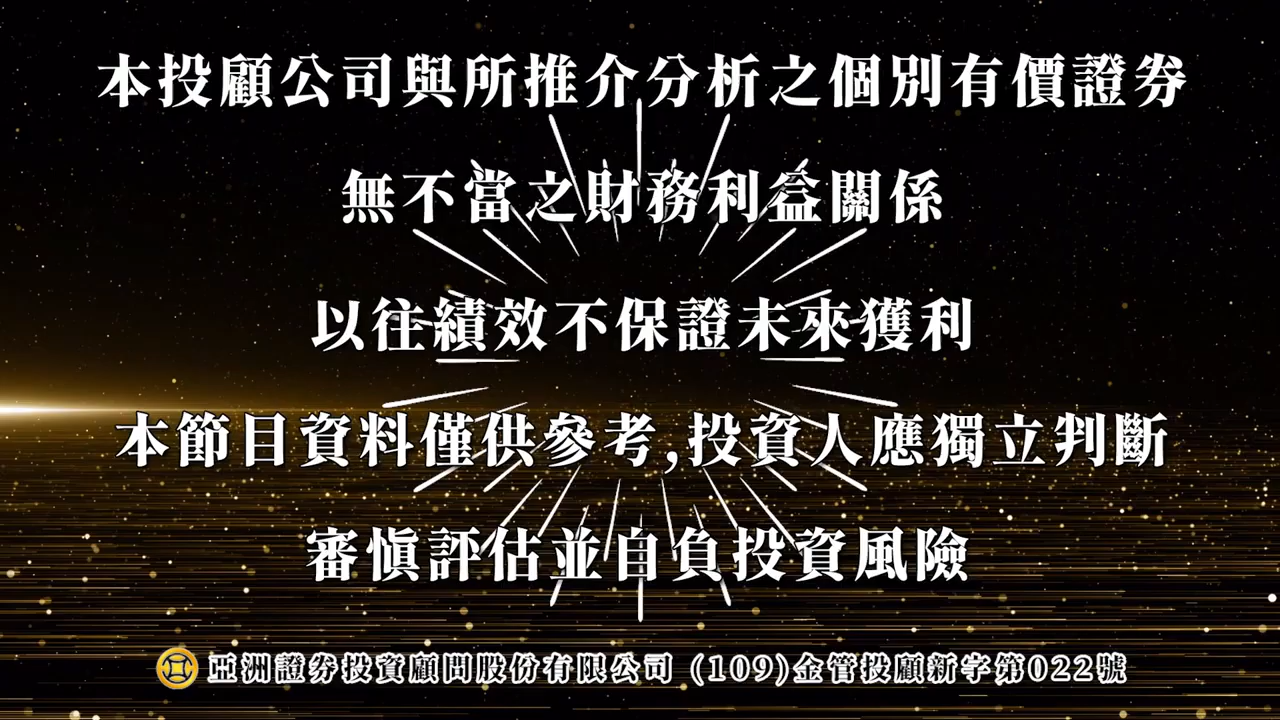 本投顧公司與所推介分析之個別有價證券
無不當之財務利益關係
以往績效不保證未來獲利
本節目資料僅供參考,投資人應獨立判斷
審慎評估並自負投資風險
亞洲證券投資顧問股份有限公司 (109)金管投顧新字第022號